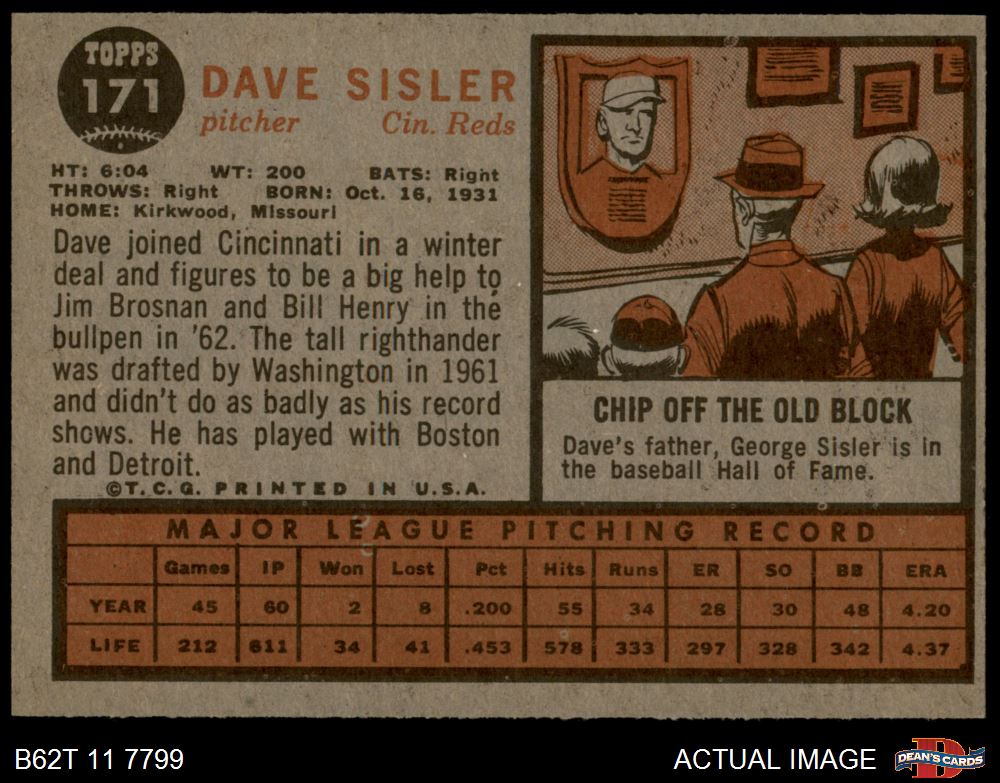 TOPPS
171
DAVE SISLER
pitcher Cin. Reds
HT: 6:04 WT: 200 BATS: Right
THROWS: Right BORN: Oct. 16, 1931
HOME: Kirkwood, Missouri
Dave joined Cincinnati in a winter
deal and figures to be a big help to
Jim Brosnan and Bill Henry in the
bullpen in '62. The tall righthander
was drafted by Washington in 1961
and didn't do as badly as his record
shows. He has played with Boston
and Detroit.
©T.C.G. PRINTED IN U.S.A.
CHIP OFF THE OLD BLOCK
Dave's father, George Sisler is in
the baseball Hall of Fame.
MAJOR LEAGUE PITCHING RECORD
Games IP Won Lost Pct Hits Runs ER SO BB ERA
YEAR 45 60 2 8 .200 55 34 28 30 48 4.20
LIFE 212 611 34 41 .453 578 333 297 328 342 4.37
B62T 11 7799 ACTUAL IMAGE DEAN'S CARDS